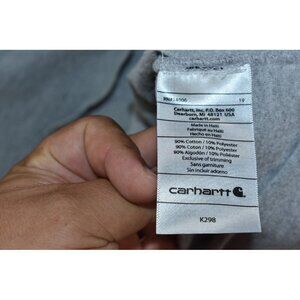 Carhartt, Inc. P.O. Box 600
Dearborn, MI 48121 USA
carhartt.com
Made in Haiti
Fabriqué en Haïti
Hecho en Haití
90% Cotton / 10% Polyester
90% Coton / 10% Polyester
90% Algodón / 10% Poliéster
Exclusive of trimming
Sans garniture
Sin incluir adorno
carhartt
K298